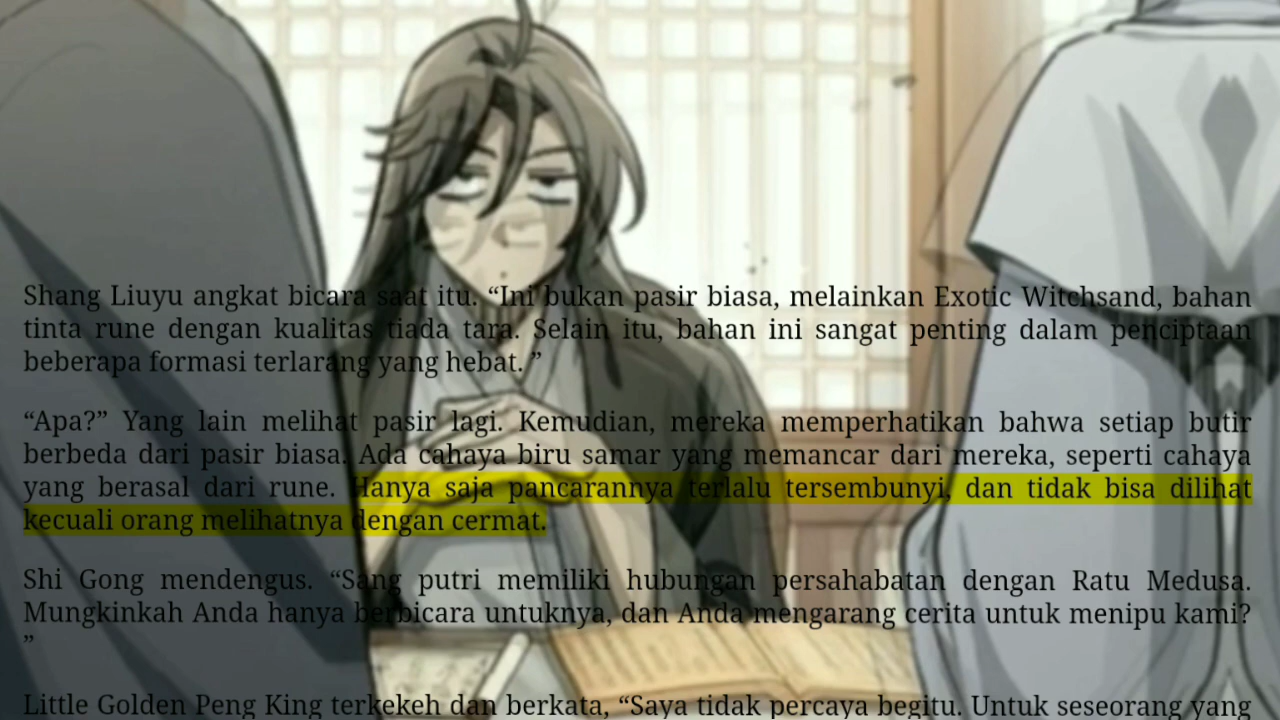 Shang Liuyu angkat bicara saat itu. “Ini bukan pasir biasa, melainkan Exotic Witchsand, bahan
tinta rune dengan kualitas tiada tara. Selain itu, bahan ini sangat penting dalam penciptaan
beberapa formasi terlarang yang hebat.”
“Apa?” Yang lain melihat pasir lagi. Kemudian, mereka memperhatikan bahwa setiap butir
berbeda dari pasir biasa. Ada cahaya biru samar yang memancar dari mereka, seperti cahaya
yang berasal dari rune. Hanya saja pancarannya terlalu tersembunyi, dan tidak bisa dilihat
kecuali orang melihatnya dengan cermat.
Shi Gong mendengus. “Sang putri memiliki hubungan persahabatan dengan Ratu Medusa.
Mungkinkah Anda hanya berbicara untuknya, dan Anda mengarang cerita untuk menipu kami?
”
Little Golden Peng King terkekeh dan berkata, “Saya tidak percaya begitu. Untuk seseorang yang